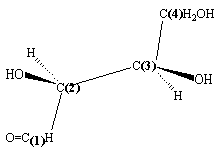 C(4)H₂OH
H
HO C(2) C(3) OH
H
O=C(1)H